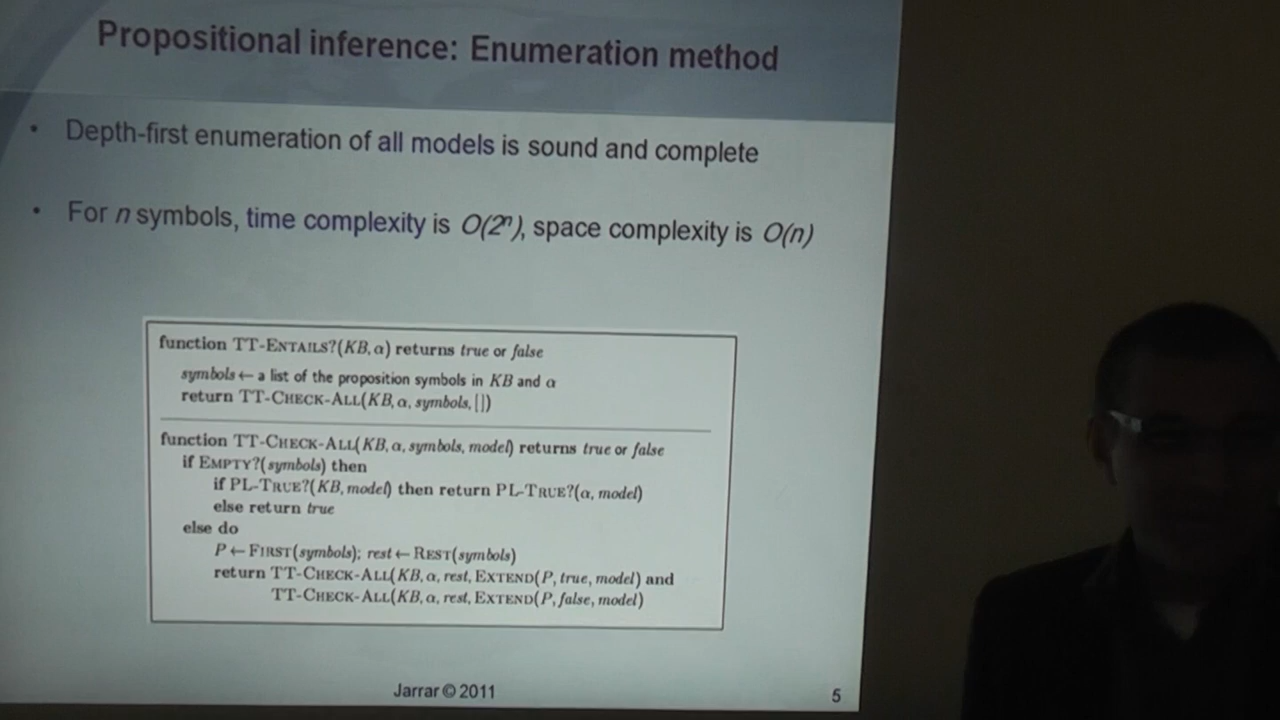 Propositional inference: Enumeration method
• Depth-first enumeration of all models is sound and complete
• For n symbols, time complexity is O(2ⁿ), space complexity is O(n)
function TT-ENTAILS?(KB, α) returns true or false
symbols ← a list of the proposition symbols in KB and α
return TT-CHECK-ALL(KB, α, symbols, [])
function TT-CHECK-ALL(KB, α, symbols, model) returns true or false
if EMPTY?(symbols) then
if PL-TRUE?(KB, model) then return PL-TRUE?(α, model)
else return true
else do
P ← FIRST(symbols); rest ← REST(symbols)
return TT-CHECK-ALL(KB, α, rest, EXTEND(P, true, model) and
TT-CHECK-ALL(KB, α, rest, EXTEND(P, false, model)
Jarrar © 2011
5